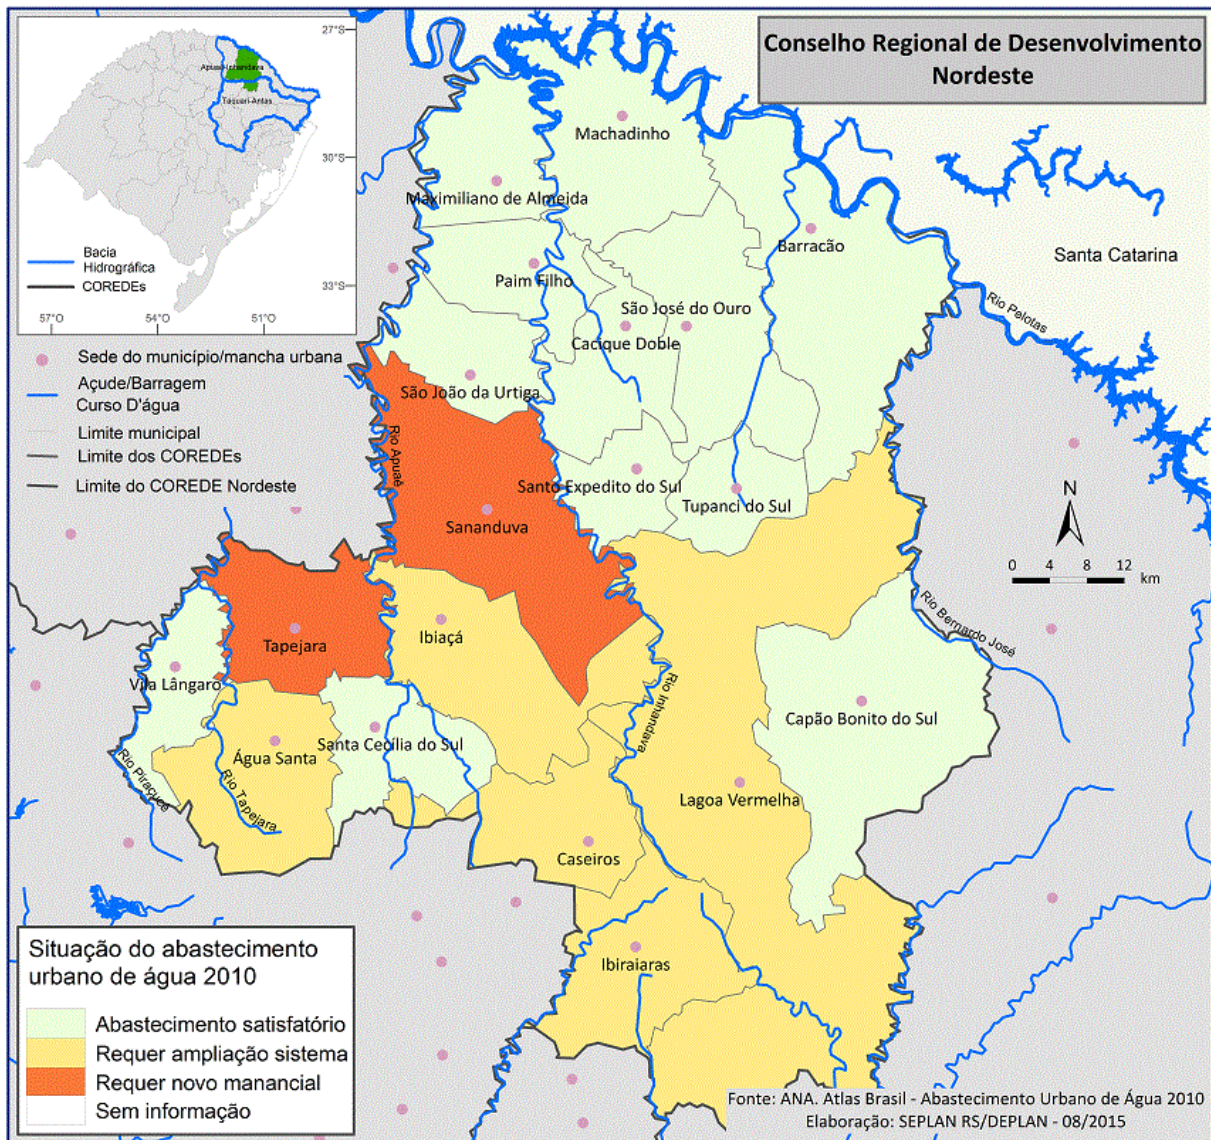 Conselho Regional de Desenvolvimento
Nordeste
27°S
30°S
33°S
57°O
54°O
51°O
Apuaê-Inhandava
Taquari-Antas
Bacia
Hidrográfica
COREDEs
Sede do município/mancha urbana
Açude/Barragem
Curso D'água
Limite municipal
Limite dos COREDEs
Limite do COREDE Nordeste
Machadinho
Maximiliano de Almeida
Barracão
Santa Catarina
Paim Filho
Rio Pelotas
São José do Ouro
Cacique Doble
São João da Urtiga
Rio Apuaê
Santo Expedito do Sul
Tupanci do Sul
Sananduva
N
0 4 8 12
km
Rio Bernardo José
Ibiaçá
Tapejara
Vila Lângaro
Rio Inhandava
Capão Bonito do Sul
Santa Cecília do Sul
Água Santa
Rio Piraçucê
Rio Tapejara
Lagoa Vermelha
Caseiros
Ibiraiaras
Situação do abastecimento
urbano de água 2010
Abastecimento satisfatório
Requer ampliação sistema
Requer novo manancial
Sem informação
Fonte: ANA. Atlas Brasil - Abastecimento Urbano de Água 2010
Elaboração: SEPLAN RS/DEPLAN - 08/2015